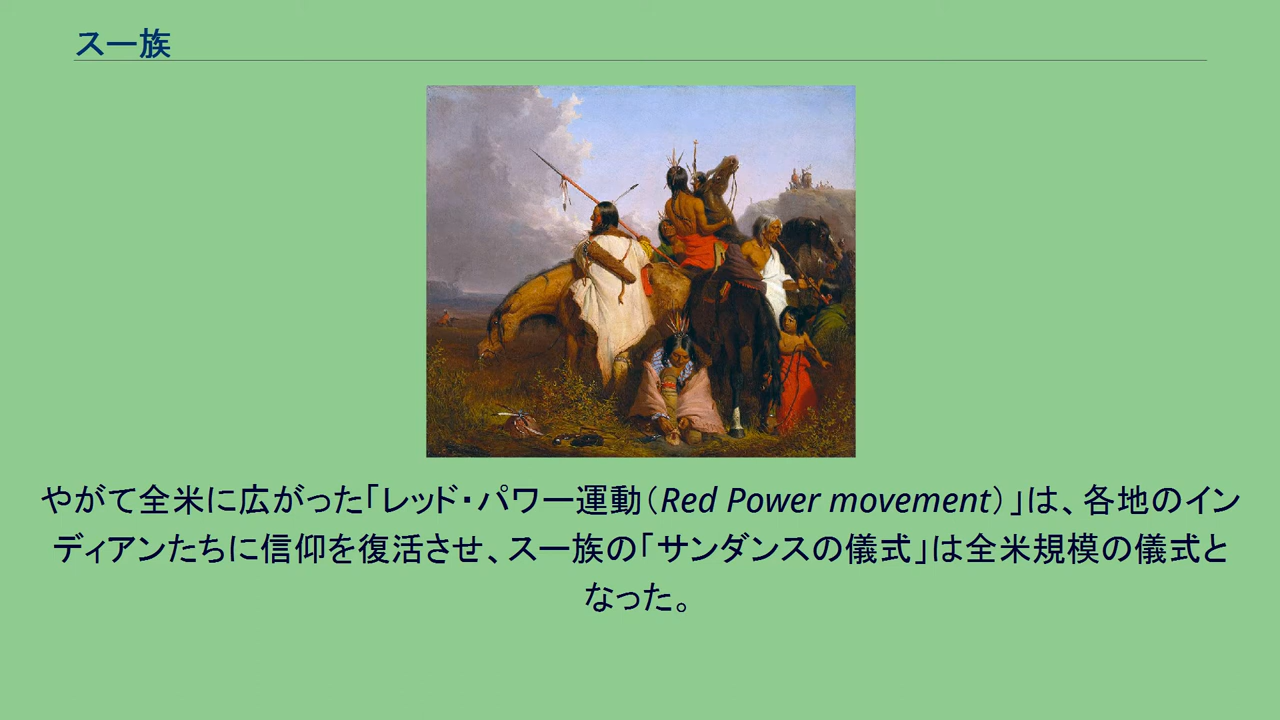 スー族
やがて全米に広がった「レッド・パワー運動（Red Power movement）」は、各地のイン
ディアンたちに信仰を復活させ、スー族の「サンダンスの儀式」は全米規模の儀式と
なった。